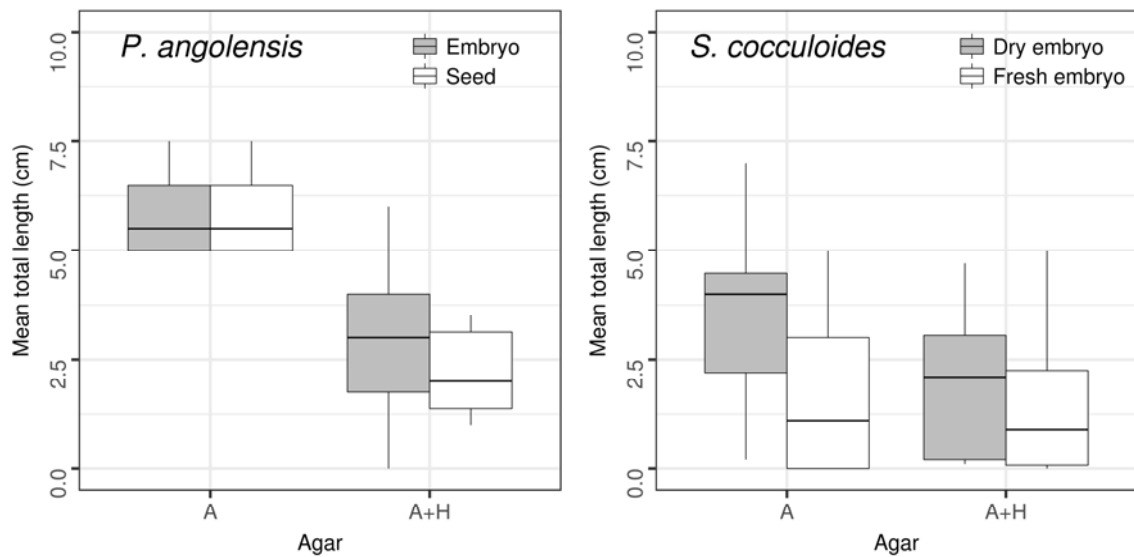 P. angolensis
Embryo
Seed
10.0
7.5
5.0
2.5
0.0
Mean total length (cm)
A
A+H
Agar
S. cocculoides
Dry embryo
Fresh embryo
10.0
7.5
5.0
2.5
0.0
Mean total length (cm)
A
A+H
Agar